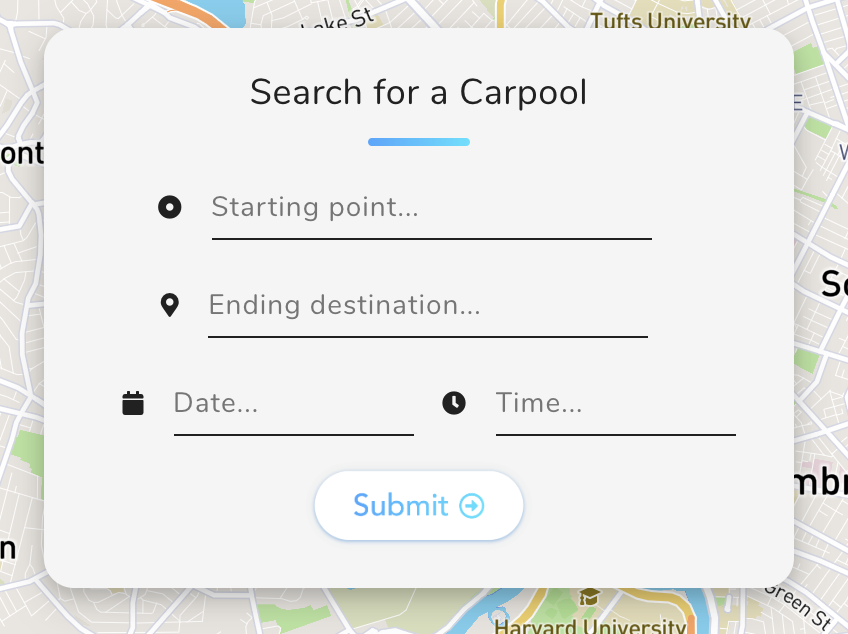 Lake St
Tufts University
Search for a Carpool
E
ont
W
Starting point...
So
Ending destination...
Date...
Time...
mbr
Submit
n
Green St
Harvard University